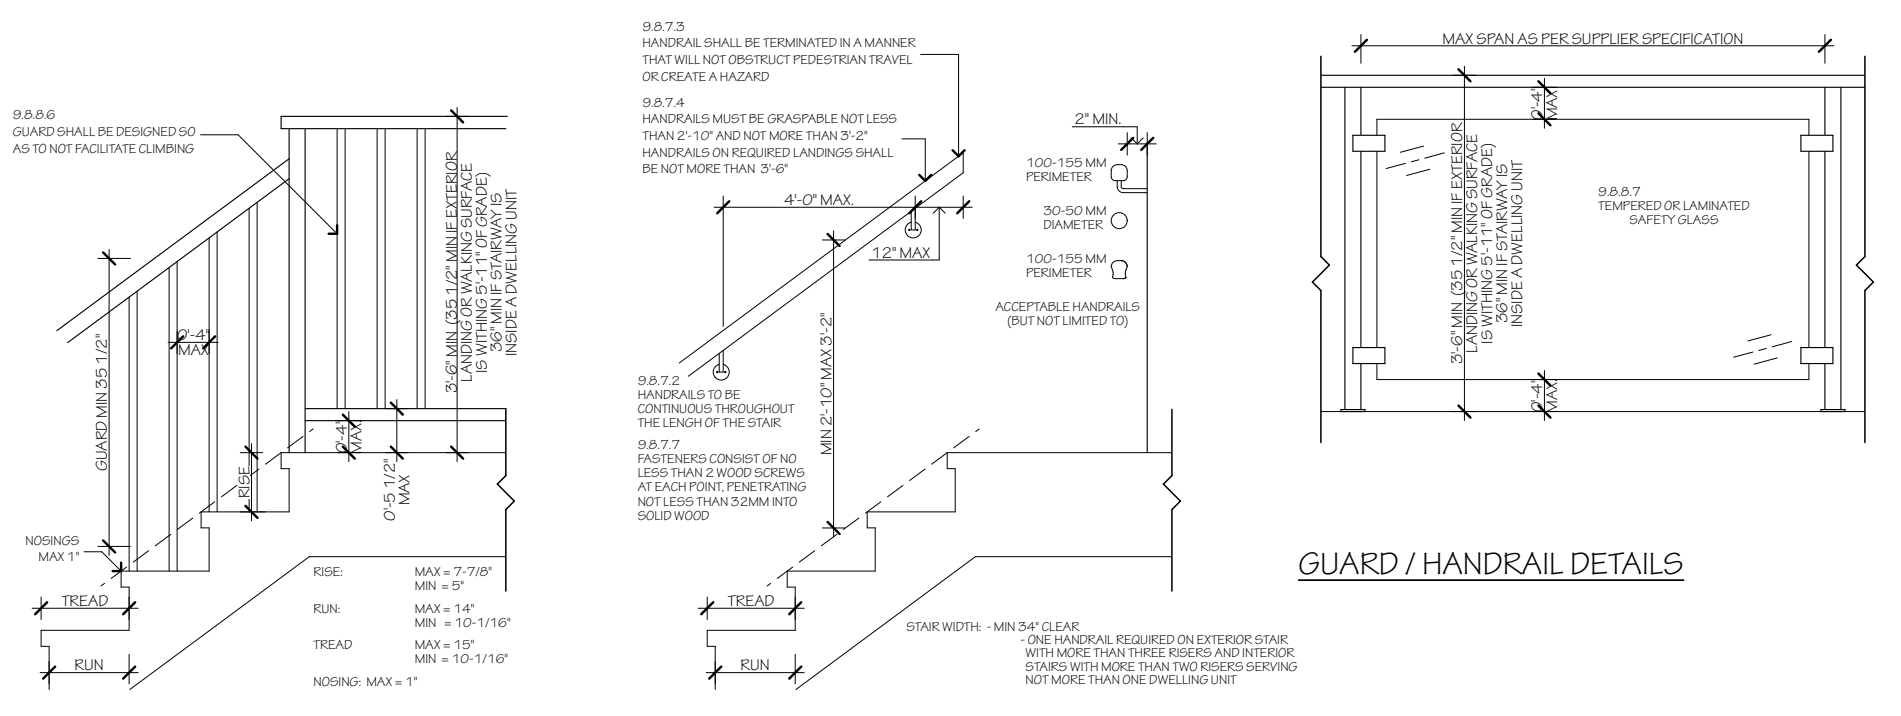 9.8.8.6
GUARD SHALL BE DESIGNED SO
AS TO NOT FACILITATE CLIMBING
GUARD MIN 35 1/2"
0'-4"
MAX
RISE
NOSINGS
MAX 1"
TREAD
RUN
0'-4"
MAX
0'-5 1/2"
MAX
3'-6" MIN (35 1/2" MIN IF EXTERIOR
LANDING OR WALKING SURFACE
IS WITHING 5'-11" OF GRADE)
36" MIN IF STAIRWAY IS
INSIDE A DWELLING UNIT
RISE: MAX = 7-7/8"
MIN = 5"
RUN: MAX = 14"
MIN = 10-1/16"
TREAD MAX = 15"
MIN = 10-1/16"
NOSING: MAX = 1"
9.8.7.3
HANDRAIL SHALL BE TERMINATED IN A MANNER
THAT WILL NOT OBSTRUCT PEDESTRIAN TRAVEL
OR CREATE A HAZARD
9.8.7.4
HANDRAILS MUST BE GRASPABLE NOT LESS
THAN 2'-10" AND NOT MORE THAN 3'-2"
HANDRAILS ON REQUIRED LANDINGS SHALL
BE NOT MORE THAN 3'-6"
4'-0" MAX.
12" MAX
MIN 2'-10" MAX 3'-2"
9.8.7.2
HANDRAILS TO BE
CONTINUOUS THROUGHOUT
THE LENGH OF THE STAIR
9.8.7.7
FASTENERS CONSIST OF NO
LESS THAN 2 WOOD SCREWS
AT EACH POINT, PENETRATING
NOT LESS THAN 32MM INTO
SOLID WOOD
TREAD
RUN
2" MIN.
100-155 MM
PERIMETER
30-50 MM
DIAMETER
100-155 MM
PERIMETER
ACCEPTABLE HANDRAILS
(BUT NOT LIMITED TO)
STAIR WIDTH: - MIN 34" CLEAR
- ONE HANDRAIL REQUIRED ON EXTERIOR STAIR
WITH MORE THAN THREE RISERS AND INTERIOR
STAIRS WITH MORE THAN TWO RISERS SERVING
NOT MORE THAN ONE DWELLING UNIT
MAX SPAN AS PER SUPPLIER SPECIFICATION
0'-4"
MAX
3'-6" MIN (35 1/2" MIN IF EXTERIOR
LANDING OR WALKING SURFACE
IS WITHING 5'-11" OF GRADE)
36" MIN IF STAIRWAY IS
INSIDE A DWELLING UNIT
9.8.8.7
TEMPERED OR LAMINATED
SAFETY GLASS
0'-4"
MAX
GUARD / HANDRAIL DETAILS